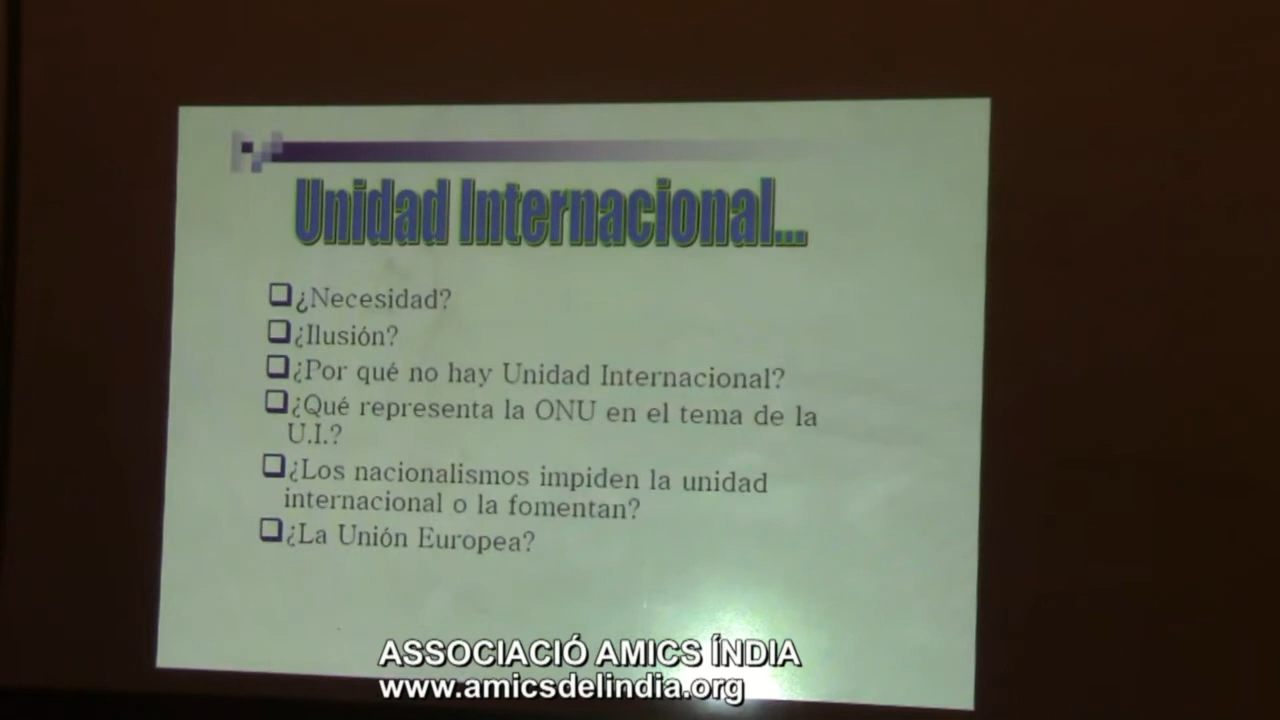 Unidad Internacional...
¿Necesidad?
¿Ilusión?
¿Por qué no hay Unidad Internacional?
¿Qué representa la ONU en el tema de la
U.I.?
¿Los nacionalismos impiden la unidad
internacional o la fomentan?
¿La Unión Europea?
ASSOCIACIÓ AMICS ÍNDIA
www.amicsdelindia.org